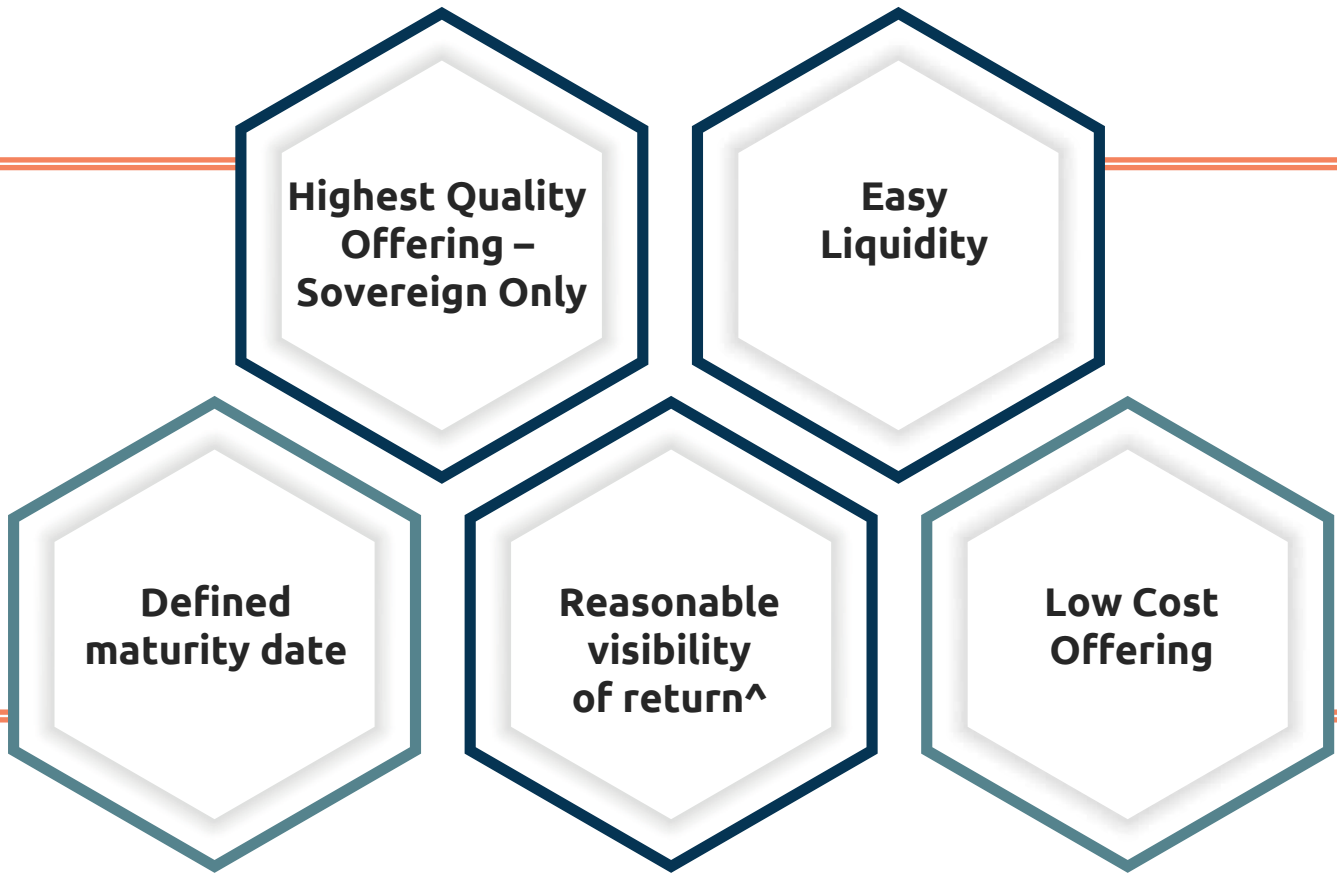 Highest Quality
Offering –
Sovereign Only
Easy
Liquidity
Defined
maturity date
Reasonable
visibility
of return^
Low Cost
Offering